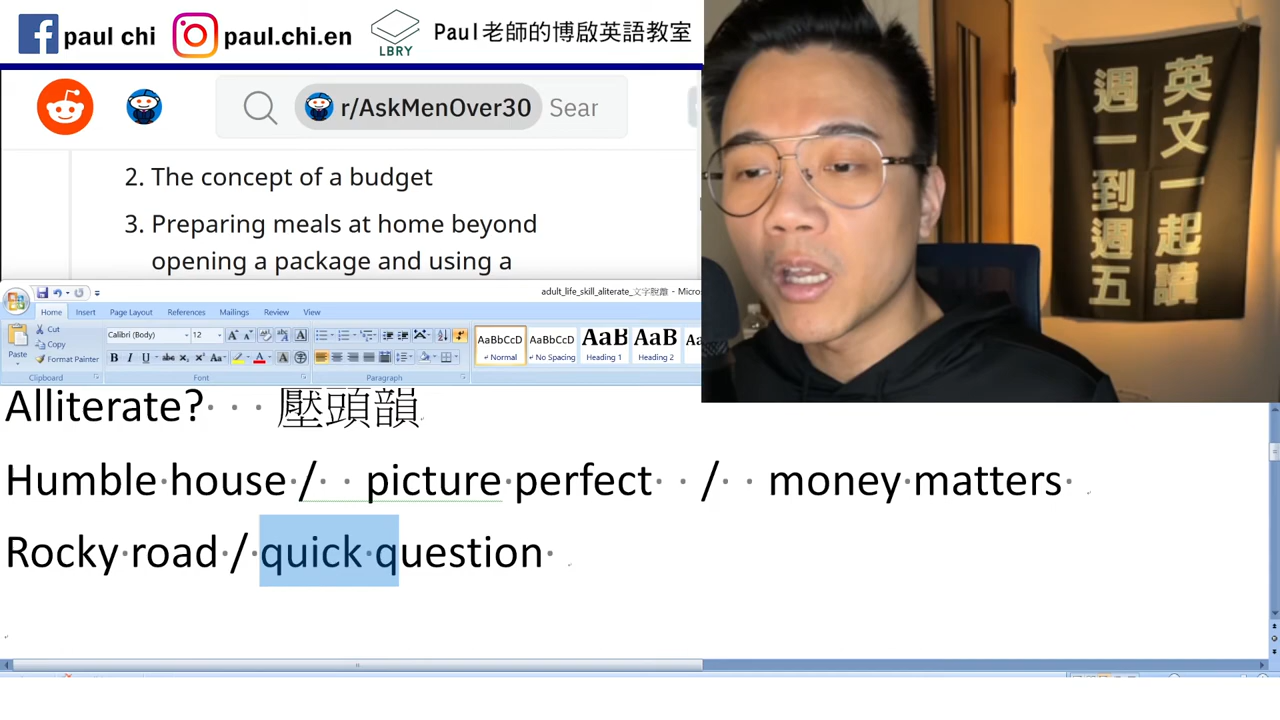 paul chi paul.chi.en LBRY Paul老師的博啟英語教室
r/AskMenOver30 Sear
2. The concept of a budget
3. Preparing meals at home beyond
opening a package and using a
英文一起讀
週一到週五
adult_life_skill_aliterate_文字稅離 - Micros
Home Insert Page Layout References Mailings Review View
Paste Cut Copy Format Painter
Calibri (Body) 12
AaBbCcD AaBbCcD AaBb AaBb
Normal No Spacing Heading 1 Heading 2
Clipboard Font Paragraph
Alliterate? 壓頭韻
Humble house / picture perfect / money matters
Rocky road / quick question